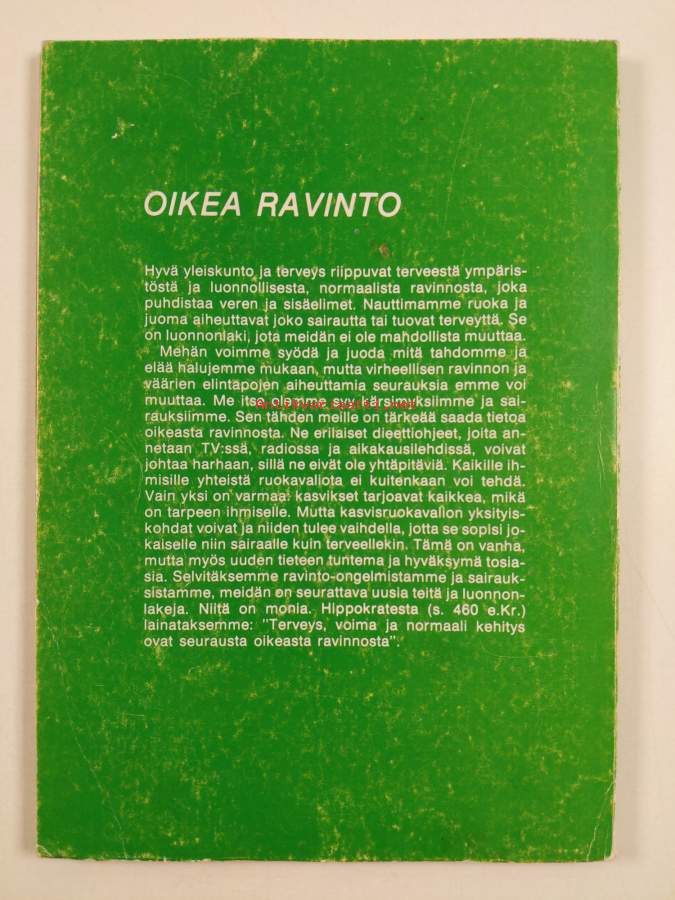 OIKEA RAVINTO
Hyvä yleiskunto ja terveys riippuvat terveestä ympäris-
töstä ja luonnollisesta, normaalista ravinnosta, joka
puhdistaa veren ja sisäelimet. Nauttimamme ruoka ja
juoma aiheuttavat joko sairautta tai tuovat terveyttä. Se
on luonnonlaki, jota meidän ei ole mahdollista muuttaa.
Mehän voimme syödä ja juoda mitä tahdomme ja
elää halujemme mukaan, mutta virheellisen ravinnon ja
väärien elintapojen aiheuttamia seurauksia emme voi
muuttaa. Me itse olemme syy kärsimyksiimme ja sai-
rauksiimme. Sen tähden meille on tärkeää saada tietoa
oikeasta ravinnosta. Ne erilaiset dieettiohjeet, joita an-
netaan TV:ssä, radiossa ja aikakausilehdissä, voivat
johtaa harhaan, sillä ne eivät ole yhtäpitäviä. Kaikille ih-
misille yhteistä ruokavaliota ei kuitenkaan voi tehdä.
Vain yksi on varmaa: kasvikset tarjoavat kaikkea, mikä
on tarpeen ihmiselle. Mutta kasvisruokavalion yksityis-
kohdat voivat ja niiden tulee vaihdella, jotta se sopisi jo-
kaiselle niin sairaalle kuin terveellekin. Tämä on vanha,
mutta myös uuden tieteen tuntema ja hyväksymä tosia-
sia. Selvitäksemme ravinto-ongelmistamme ja sairauk-
sistamme, meidän on seurattava uusia teitä ja luonnon-
lakeja. Niitä on monia. Hippokratesta (s. 460 e.Kr.)
lainataksemme: "Terveys, voima ja normaali kehitys
ovat seurausta oikeasta ravinnosta".
Antikvariaatti.net